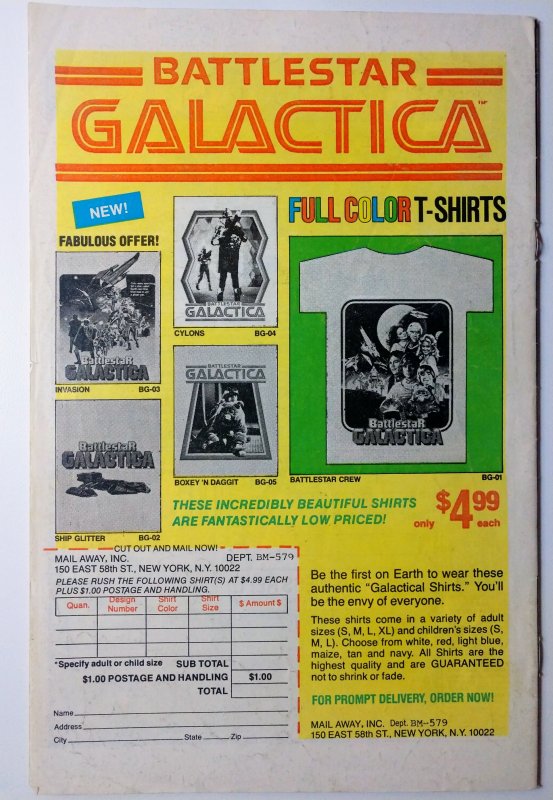 BATTLESTAR
GALACTICA™
NEW!
FABULOUS OFFER!
FULL COLOR T-SHIRTS
BATTLESTAR
GALACTICA
CYLONS BG-04
BattlestaR
GALACTICA
INVASION BG-03
BATTLESTAR
GALACTICA
BOXEY 'N DAGGIT BG-05
BattlestaR
GALACTICA
SHIP GLITTER BG-02
BattlestaR
GALACTICA
BATTLESTAR CREW BG-01
THESE INCREDIBLY BEAUTIFUL SHIRTS
ARE FANTASTICALLY LOW PRICED!
only $4.99 each
CUT OUT AND MAIL NOW!
MAIL AWAY, INC. DEPT. BM-579
150 EAST 58th ST., NEW YORK, N.Y. 10022
PLEASE RUSH THE FOLLOWING SHIRT(S) AT $4.99 EACH
PLUS $1.00 POSTAGE AND HANDLING.
Quan. Design Number Shirt Color Shirt Size $ Amount $
*Specify adult or child size SUB TOTAL
$1.00 POSTAGE AND HANDLING $1.00
TOTAL
Name
Address
City State Zip
Be the first on Earth to wear these
authentic "Galactical Shirts." You'll
be the envy of everyone.
These shirts come in a variety of adult
sizes (S, M, L, XL) and children's sizes (S,
M, L). Choose from white, red, light blue,
maize, tan and navy. All Shirts are the
highest quality and are GUARANTEED
not to shrink or fade.
FOR PROMPT DELIVERY, ORDER NOW!
MAIL AWAY, INC. Dept. BM--579
150 EAST 58th ST., NEW YORK, N.Y. 10022